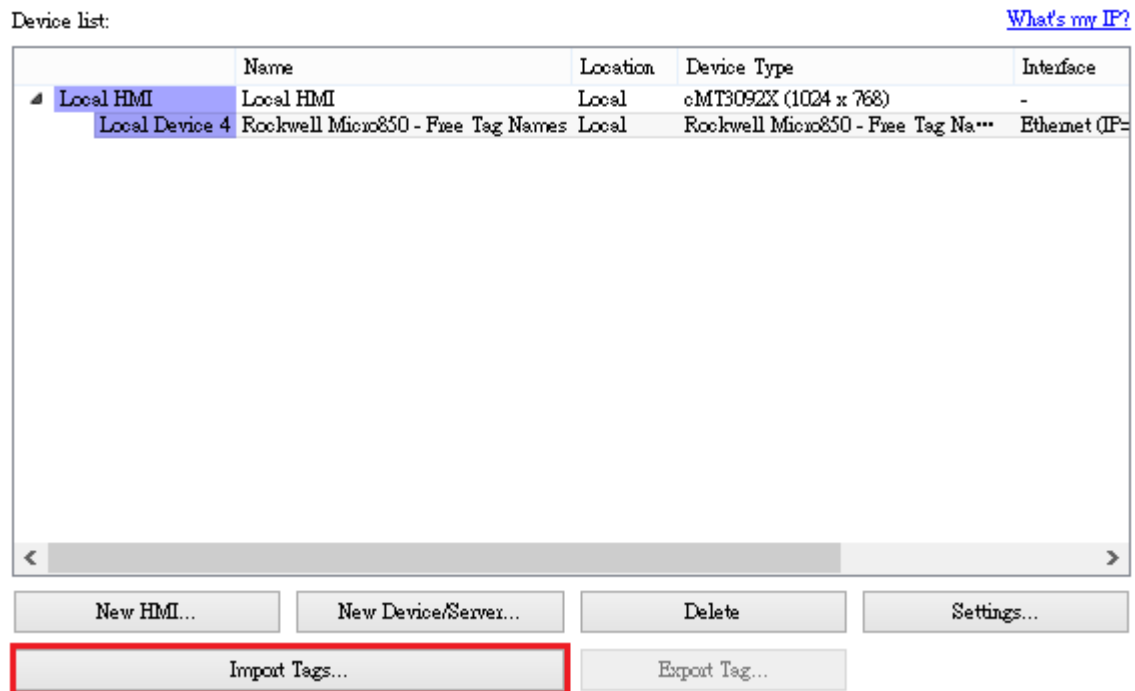 Device list: What's my IP?
Name Location Device Type Interface
Local HMI Local HMI Local cMT3092X (1024 x 768) -
Local Device 4 Rockwell Micro850 - Free Tag Names Local Rockwell Micro850 - Free Tag Na... Ethernet (IP=
New HMI... New Device/Server... Delete Settings...
Import Tags... Export Tag...